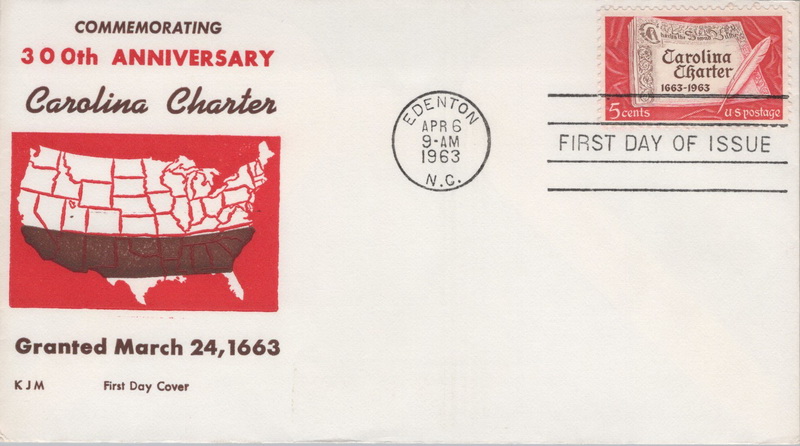 COMMEMORATING
300th ANNIVERSARY
Carolina Charter
Granted March 24, 1663
KJM First Day Cover
EDENTON
APR 6
9-AM
1963
N.C.
Carolina
Charter
1663-1963
5 cents U·S·postage
FIRST DAY OF ISSUE